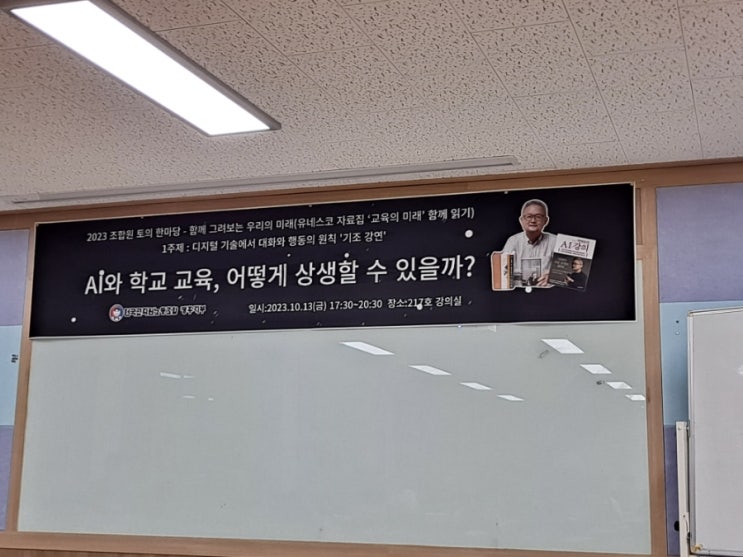 2023 조합원 토의 한마당 - 함께 그려보는 우리의 미래(유네스코 자료집 '교육의 미래' 함께 읽기)
1주제 : 디지털 기술에서 대화와 행동의 원칙 '기조 강연'
AI와 학교 교육, 어떻게 상생할 수 있을까?
일시:2023.10.13(금) 17:30~20:30 장소:217호 강의실
AI 강의